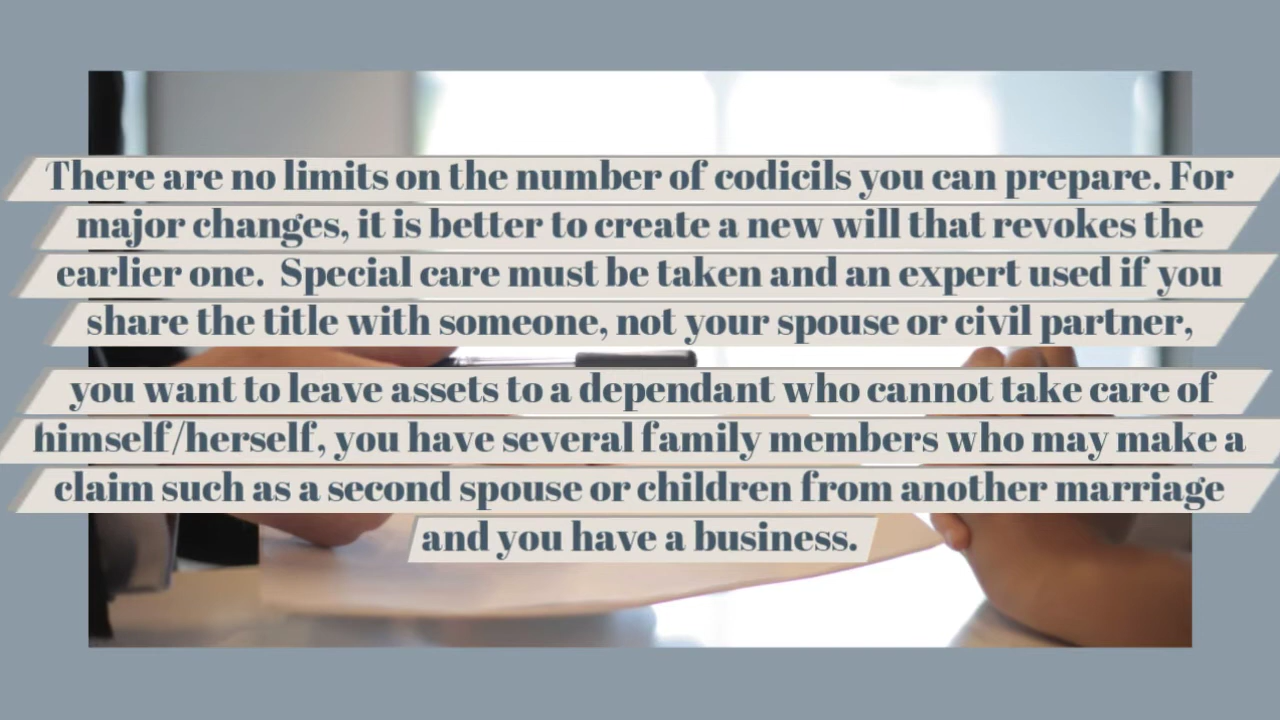 There are no limits on the number of codicils you can prepare. For
major changes, it is better to create a new will that revokes the
earlier one.  Special care must be taken and an expert used if you
share the title with someone, not your spouse or civil partner,
you want to leave assets to a dependant who cannot take care of
himself/herself, you have several family members who may make a
claim such as a second spouse or children from another marriage
and you have a business.